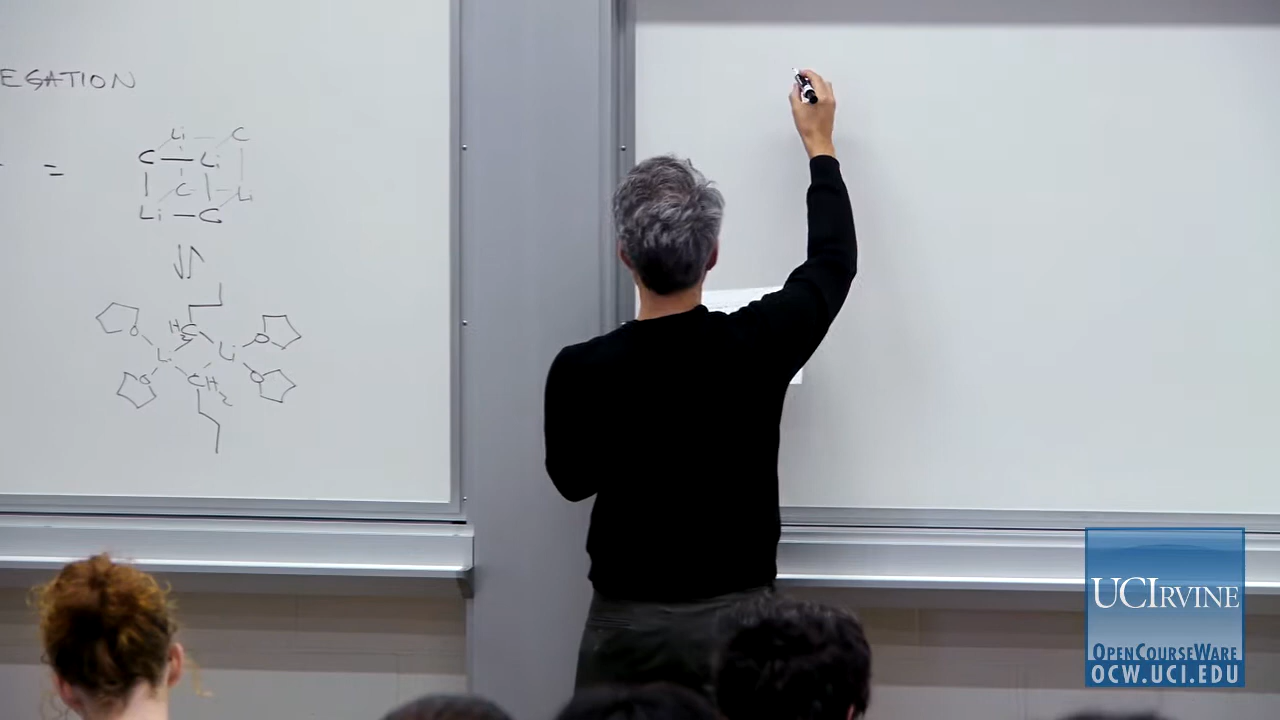 EGATION
Li C
C Li
=
C Li
Li C
H2C
O O
Li Li
O CH2 O
UCIRVINE
OPENCOURSEWARE
OCW.UCI.EDU